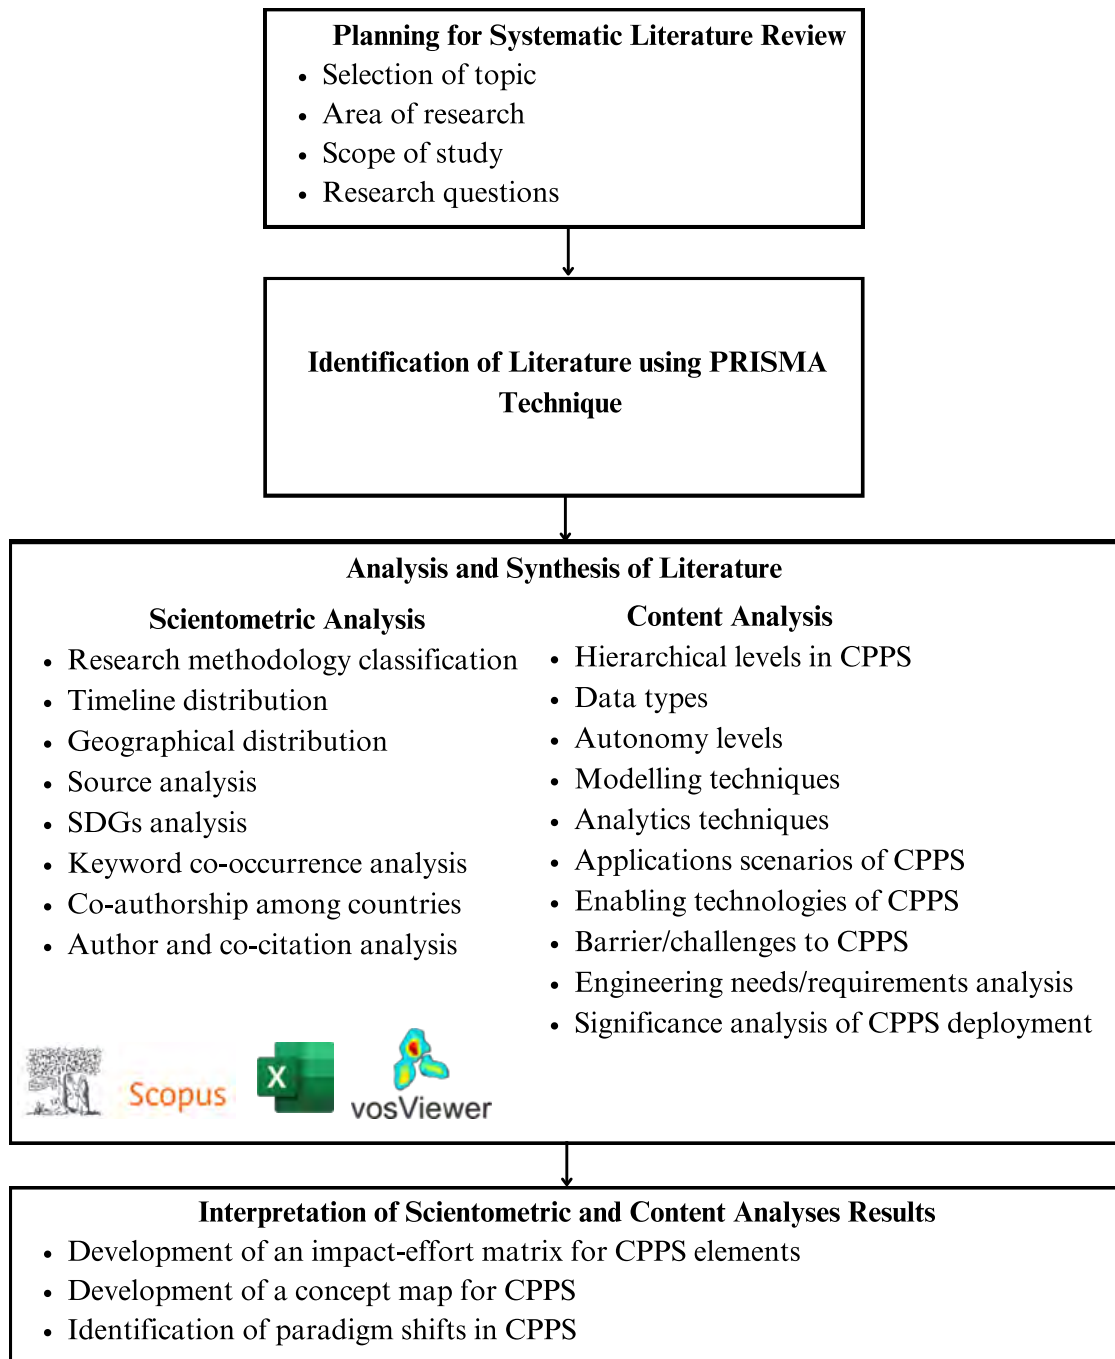 Planning for Systematic Literature Review
• Selection of topic
• Area of research
• Scope of study
• Research questions
Identification of Literature using PRISMA
Technique
Analysis and Synthesis of Literature
Scientometric Analysis
• Research methodology classification
• Timeline distribution
• Geographical distribution
• Source analysis
• SDGs analysis
• Keyword co-occurrence analysis
• Co-authorship among countries
• Author and co-citation analysis
Content Analysis
• Hierarchical levels in CPPS
• Data types
• Autonomy levels
• Modelling techniques
• Analytics techniques
• Applications scenarios of CPPS
• Enabling technologies of CPPS
• Barrier/challenges to CPPS
• Engineering needs/requirements analysis
• Significance analysis of CPPS deployment
Scopus
X
vosViewer
Interpretation of Scientometric and Content Analyses Results
• Development of an impact-effort matrix for CPPS elements
• Development of a concept map for CPPS
• Identification of paradigm shifts in CPPS